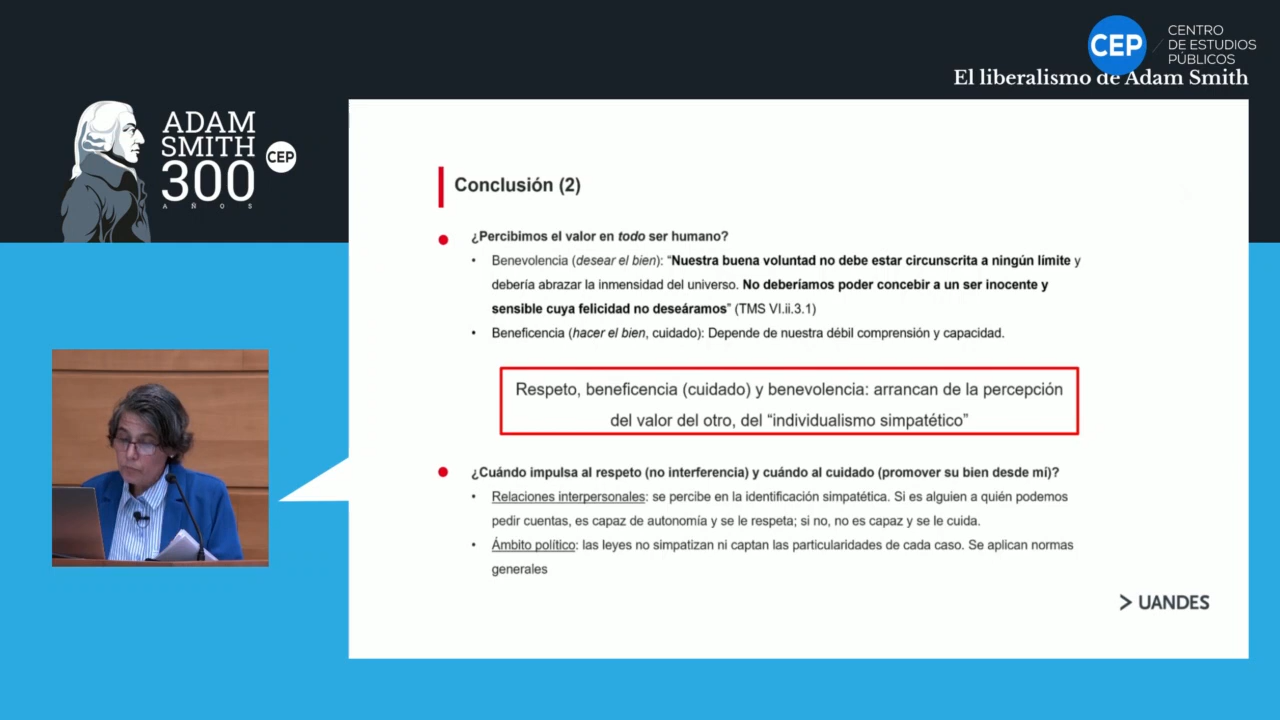 CEP
CENTRO
DE ESTUDIOS
PÚBLICOS
El liberalismo de Adam Smith
ADAM
SMITH
300
AÑOS
CEP
Conclusión (2)
¿Percibimos el valor en todo ser humano?
• Benevolencia (desear el bien): “Nuestra buena voluntad no debe estar circunscrita a ningún límite y
debería abrazar la inmensidad del universo. No deberíamos poder concebir a un ser inocente y
sensible cuya felicidad no deseáramos” (TMS VI.ii.3.1)
• Beneficencia (hacer el bien, cuidado): Depende de nuestra débil comprensión y capacidad.
Respeto, beneficencia (cuidado) y benevolencia: arrancan de la percepción
del valor del otro, del “individualismo simpatético”
¿Cuándo impulsa al respeto (no interferencia) y cuándo al cuidado (promover su bien desde mí)?
• Relaciones interpersonales: se percibe en la identificación simpatética. Si es alguien a quién podemos
pedir cuentas, es capaz de autonomía y se le respeta; si no, no es capaz y se le cuida.
• Ámbito político: las leyes no simpatizan ni captan las particularidades de cada caso. Se aplican normas
generales
UANDES